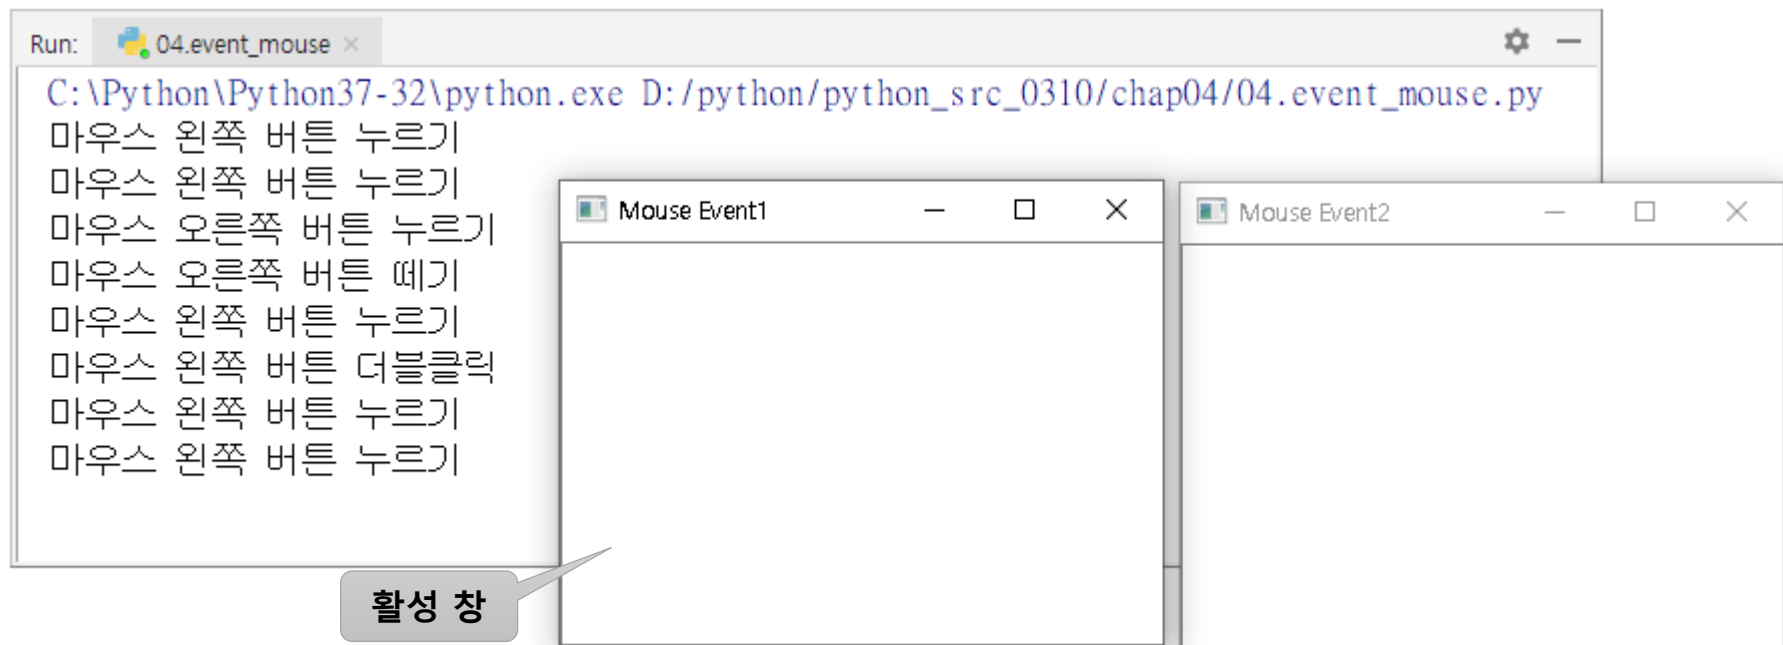 Run: 04.event_mouse
C:\Python\Python37-32\python.exe D:/python/python_src_0310/chap04/04.event_mouse.py
마우스 왼쪽 버튼 누르기
마우스 왼쪽 버튼 누르기
마우스 오른쪽 버튼 누르기
마우스 오른쪽 버튼 떼기
마우스 왼쪽 버튼 누르기
마우스 왼쪽 버튼 더블클릭
마우스 왼쪽 버튼 누르기
마우스 왼쪽 버튼 누르기
Mouse Event1
Mouse Event2
활성 창